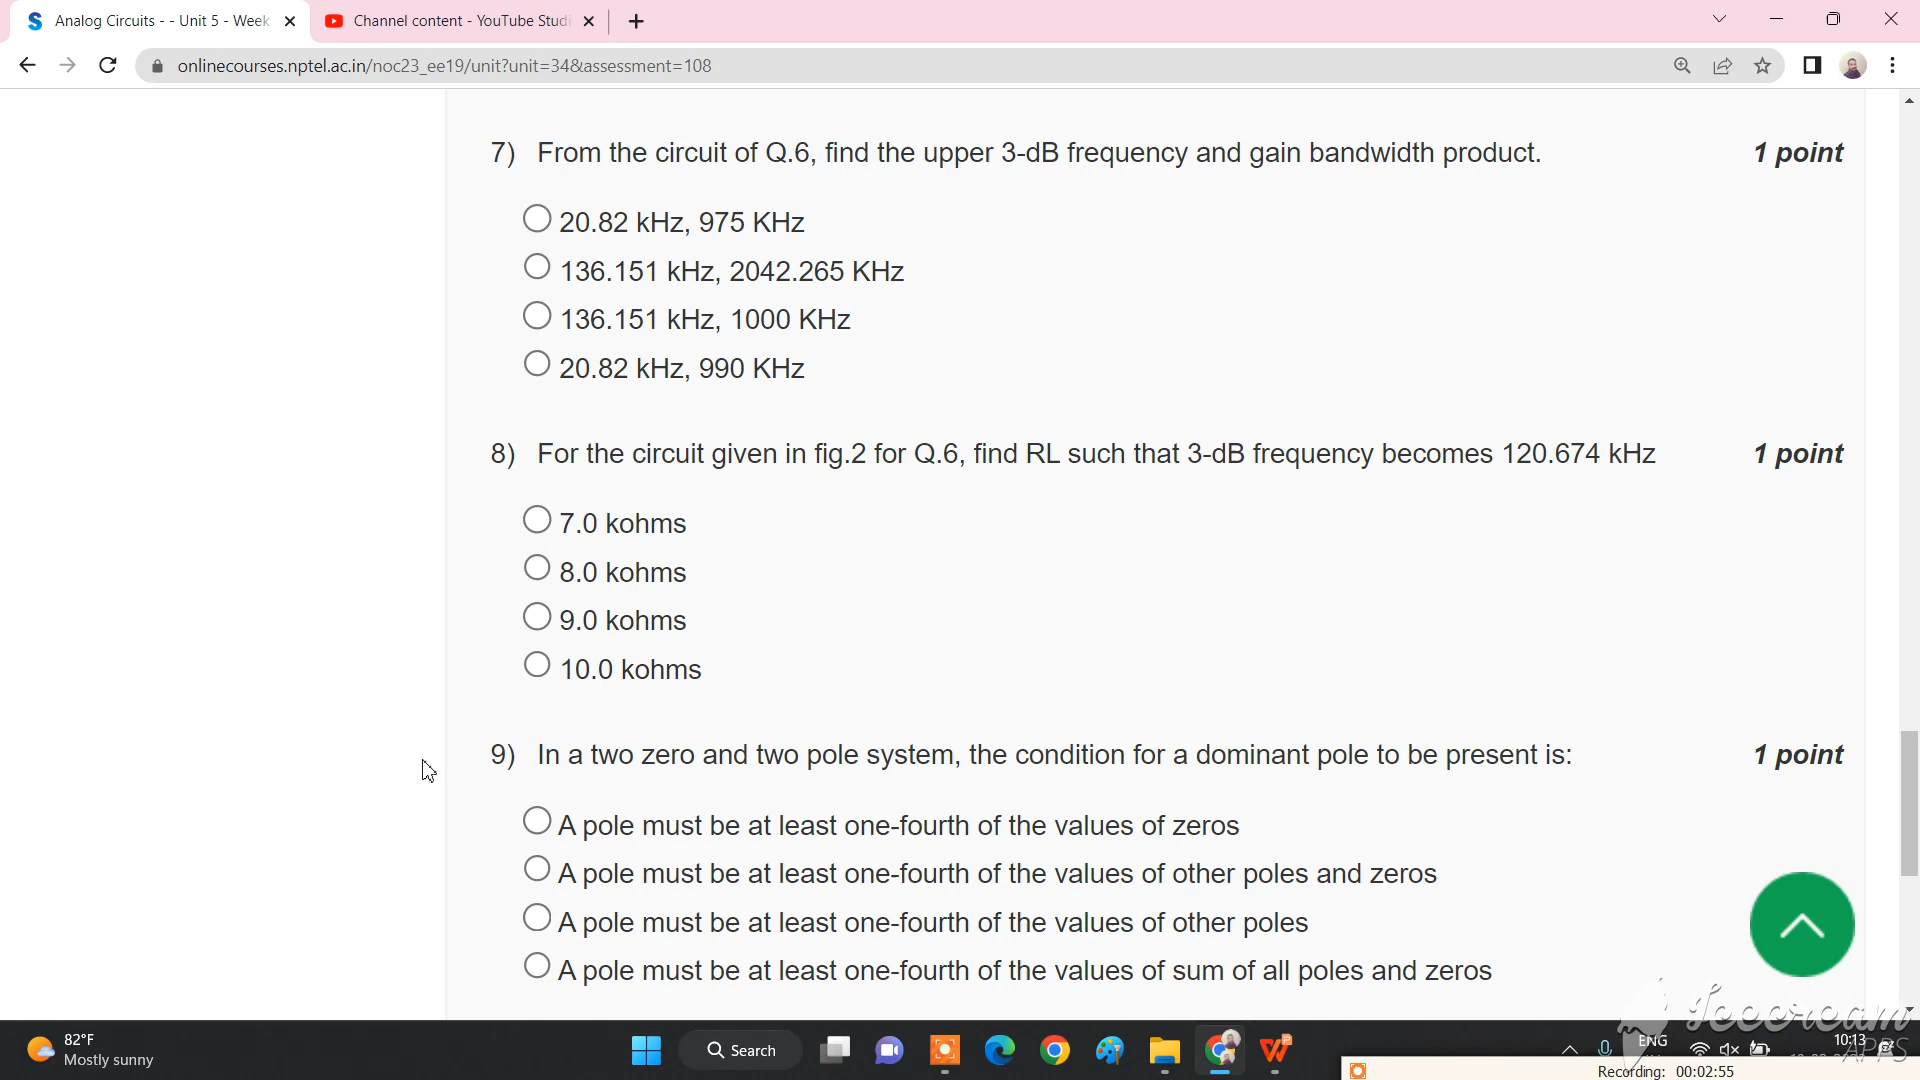 Analog Circuits - - Unit 5 - Week
Channel content - YouTube Studi
onlinecourses.nptel.ac.in/noc23_ee19/unit?unit=34&assessment=108
7) From the circuit of Q.6, find the upper 3-dB frequency and gain bandwidth product. 1 point
20.82 kHz, 975 KHz
136.151 kHz, 2042.265 KHz
136.151 kHz, 1000 KHz
20.82 kHz, 990 KHz
8) For the circuit given in fig.2 for Q.6, find RL such that 3-dB frequency becomes 120.674 kHz 1 point
7.0 kohms
8.0 kohms
9.0 kohms
10.0 kohms
9) In a two zero and two pole system, the condition for a dominant pole to be present is: 1 point
A pole must be at least one-fourth of the values of zeros
A pole must be at least one-fourth of the values of other poles and zeros
A pole must be at least one-fourth of the values of other poles
A pole must be at least one-fourth of the values of sum of all poles and zeros
Icecream
APPS
82°F
Mostly sunny
Search
ENG
10:13
Recording: 00:02:55